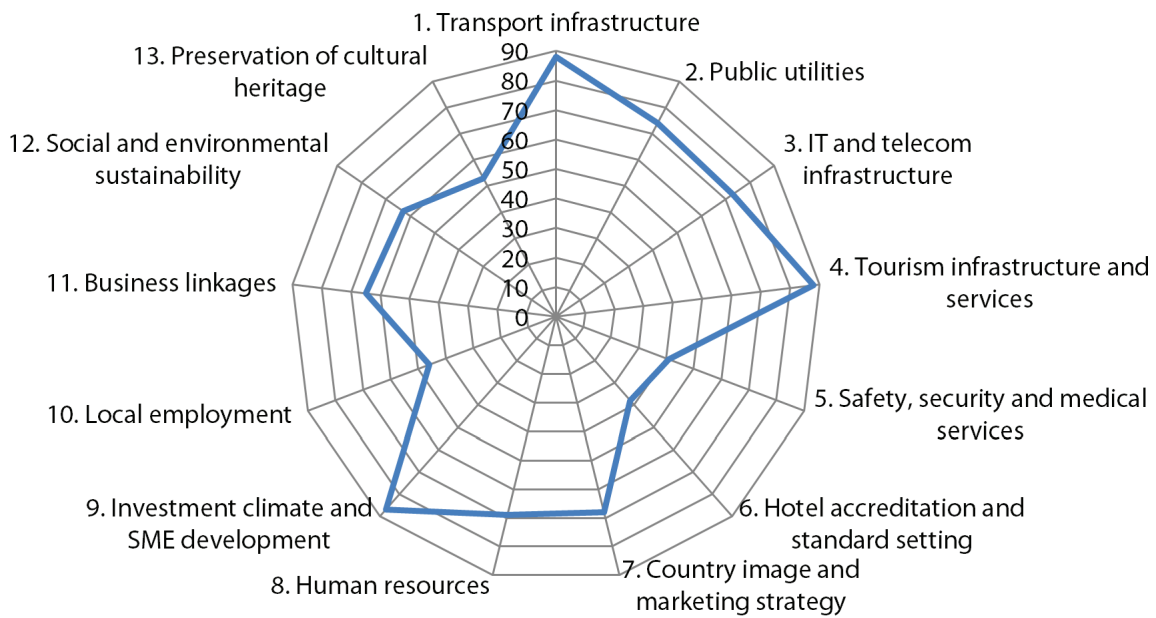 1. Transport infrastructure
2. Public utilities
3. IT and telecom
infrastructure
4. Tourism infrastructure and
services
5. Safety, security and medical
services
6. Hotel accreditation and
standard setting
7. Country image and
marketing strategy
8. Human resources
9. Investment climate and
SME development
10. Local employment
11. Business linkages
12. Social and environmental
sustainability
13. Preservation of cultural
heritage
90
80
70
60
50
40
30
20
10
0